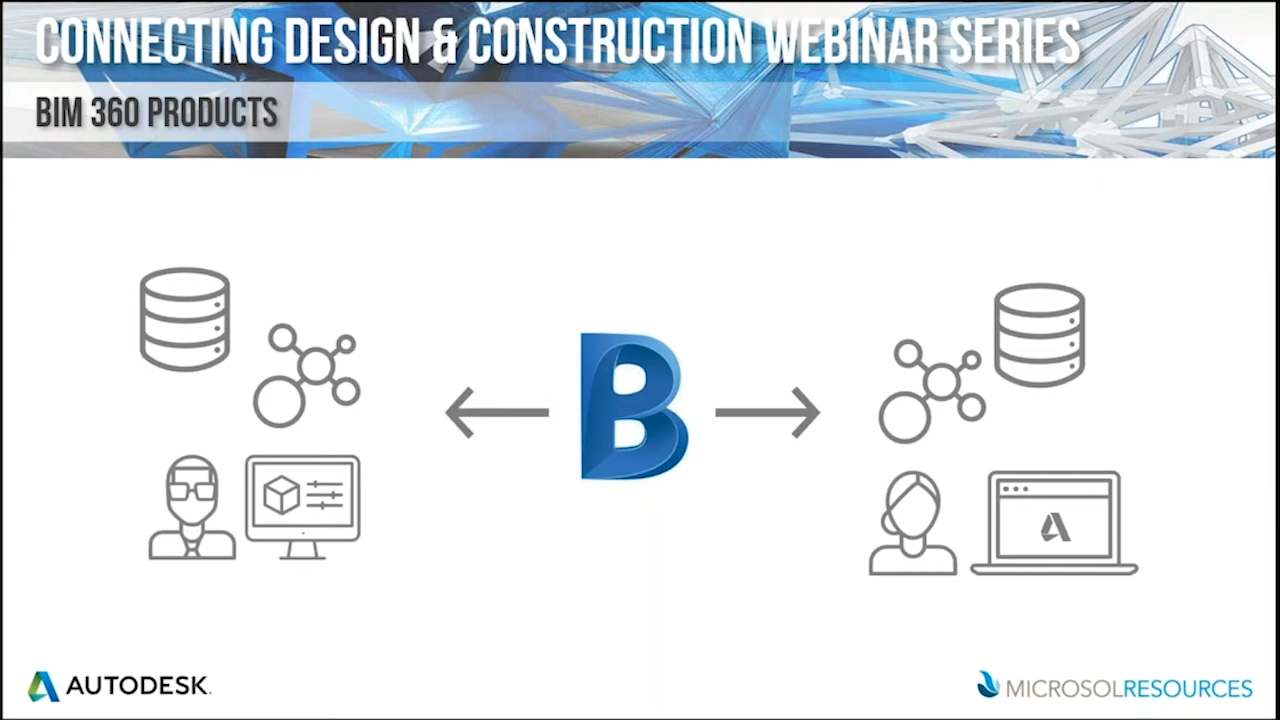 CONNECTING DESIGN & CONSTRUCTION WEBINAR SERIES
BIM 360 PRODUCTS
B
AUTODESK.
MICROSOLRESOURCES